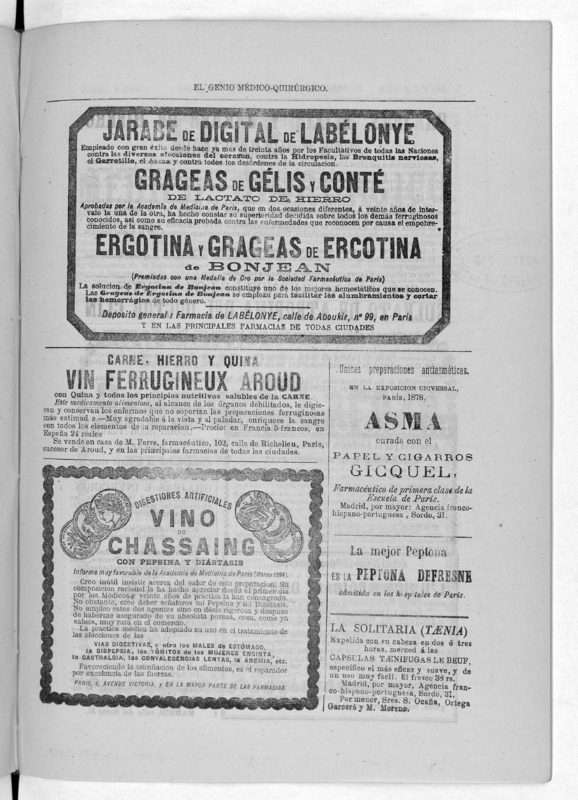 EL GENIO MÉDICO-QUIRÚRGICO.
JARABE DE DIGITAL DE LABÉLONYE
Empleado con gran éxito desde hace ya mas de treinta años por los Facultativos de todas las Naciones
contra las diversas afecciones del corazon, contra la Hidropesia, las Bronquitis nerviosas,
el Garrotillo, el Asma y contra todos los desórdenes de la circulacion.
GRAGEAS DE GÉLIS Y CONTÉ
DE LACTATO DE HIERRO
Aprobadas por la Academia de Medicina de Paris, que en dos ocasiones diferentes, á veinte años de inter-
valo la una de la otra, ha hecho constar su superioridad decidida sobre todos los demás ferruginosos
conocidos, asi como su eficacia probada contra las enfermedades que reconocen por causa el empobre-
cimiento de la sangre.
ERGOTINA Y GRAGEAS DE ERGOTINA
de BONJEAN
(Premiadas con una Medalla de Oro por la Sociedad Farmacéutica de Paris)
La solucion de Ergotina de Bonjean constituye uno de los mejores hemostáticos que se conocen.
Las Grageas de Ergotina de Bonjean se emplean para facilitar los alumbramientos y cortar
las hemorrágias de todo género.
Deposito general: Farmacia de LABÉLONYE, calle de Aboukir, nº 99, en Paris
Y EN LAS PRINCIPALES FARMACIAS DE TODAS CIUDADES
CARNE, HIERRO Y QUINA
VIN FERRUGINEUX AROUD
con Quina y todos los principios nutritivos solubles de la CARNE.
Este medicamento alimentoso, al alcance de los órganos debilitados, le digie-
ren y conservan los enfermos que no soportan las preparaciones ferruginosas
más estimad s.—Muy agradable á la vista y al paladar, enriquece la sangre
con todos los elementos de la reparacion.—Precio: en Francia 5 francos, en
España 24 reales
Se vende en casa de M. Ferre, farmacéutico, 102, calle de Richelieu, Paris,
sucesor de Aroud, y en las principales farmacias de todas las ciudades.
DIGESTIONES ARTIFICIALES
VINO
DE
CHASSAING
CON PEPSINA Y DIÁSTASIS
Informe muy favorable de la Academia de Medicina de Paris (Marzo 1864).
Creo inútil insistir acerca del valor de esta preparacion. Su
composicion racional la ha hecho apreciar desde el primer dia
por los Médicos y veinte años de práctica la han consagrado.
No obstante, creo deber señalaros mi Pepsina y mi Diástasis.
No empleo estos dos agentes sino en dósis rigorosa y despues
de haberme asegurado de su absoluta pureza, cosa, como ya
sabeis, muy rara en el comercio.
La práctica médica ha adoptado su uso en el tratamiento de
las afecciones de las
VIAS DIGESTIVAS, contra los MALES de ESTÓMAGO,
la DISPEPSIA, los VÓMITOS de las MUJERES ENCINTA,
la GASTRALGIA, las CONVALECENCIAS LENTAS, la ANEMIA, etc.
Favoreciendo la asimilacion de los alimentos, es el reparador
por excelencia de las fuerzas.
PARIS, 6, AVENUE VICTORIA, y EN LA MAYOR PARTE DE LAS FARMACIAS
Unicas preparaciones antiasmáticas.
EN LA EXPOSICION UNIVERSAL,
PARIS, 1878.
ASMA
curada con el
PAPEL Y CIGARROS
GICQUEL,
Farmacéutico de primera clase de la
Escuela de Paris.
Madrid, por mayor: Agencia franco-
hispano-portuguesa, Sordo, 31.
La mejor Peptona
ES LA PEPTONA DEFRESNE
admitida en los hospitales de Paris.
LA SOLITARIA (TÆNIA)
Expelida con su cabeza en dos ó tres
horas, merced á las
CAPSULAS TÆNIFUGAS LE BEUF,
específico el más eficaz y suave, y de
un uso muy fácil. El frasco 38 rs.
Madrid, por mayor, Agencia fran-
co-hispano-portuguesa, Sordo, 31.
Por menor, Sres. S. Ocaña, Ortega
Garcerá y M. Moreno.